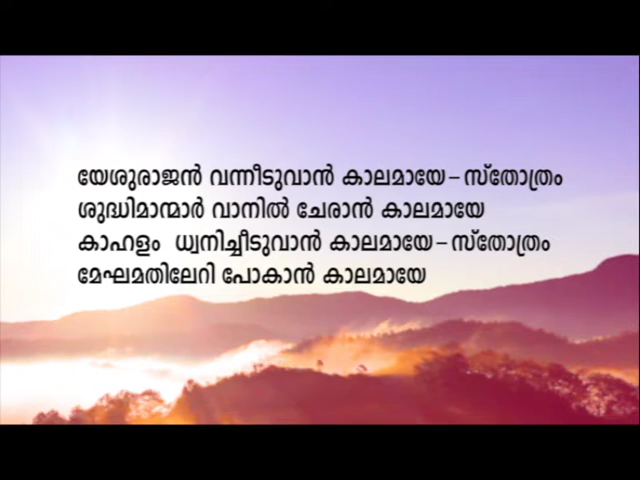 യേശുരാജൻ വന്നീടുവാൻ കാലമായേ – സ്തോത്രം
ശുദ്ധിമാന്മാർ വാനിൽ ചേരാൻ കാലമായേ
കാഹളം ധ്വനിച്ചീടുവാൻ കാലമായേ – സ്തോത്രം
മേഘമതിലേറി പോകാൻ കാലമായേ